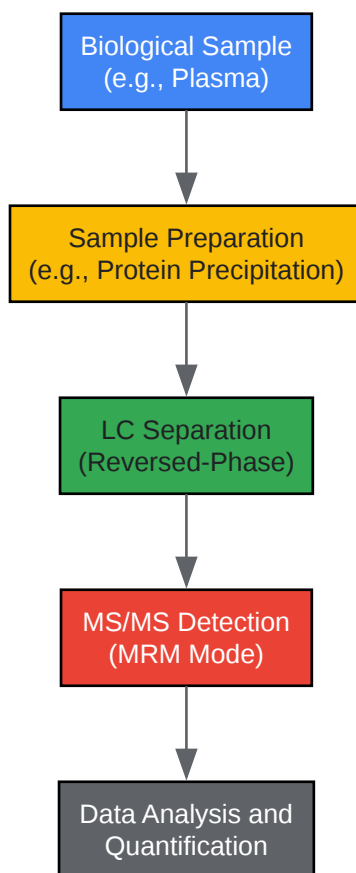 Biological Sample
(e.g., Plasma)
Sample Preparation
(e.g., Protein Precipitation)
LC Separation
(Reversed-Phase)
MS/MS Detection
(MRM Mode)
Data Analysis and
Quantification